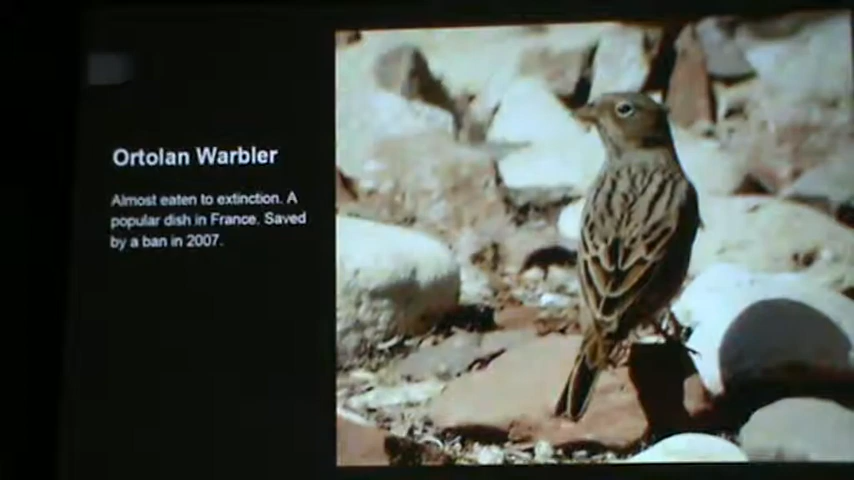 Ortolan Warbler
Almost eaten to extinction. A
popular dish in France. Saved
by a ban in 2007.